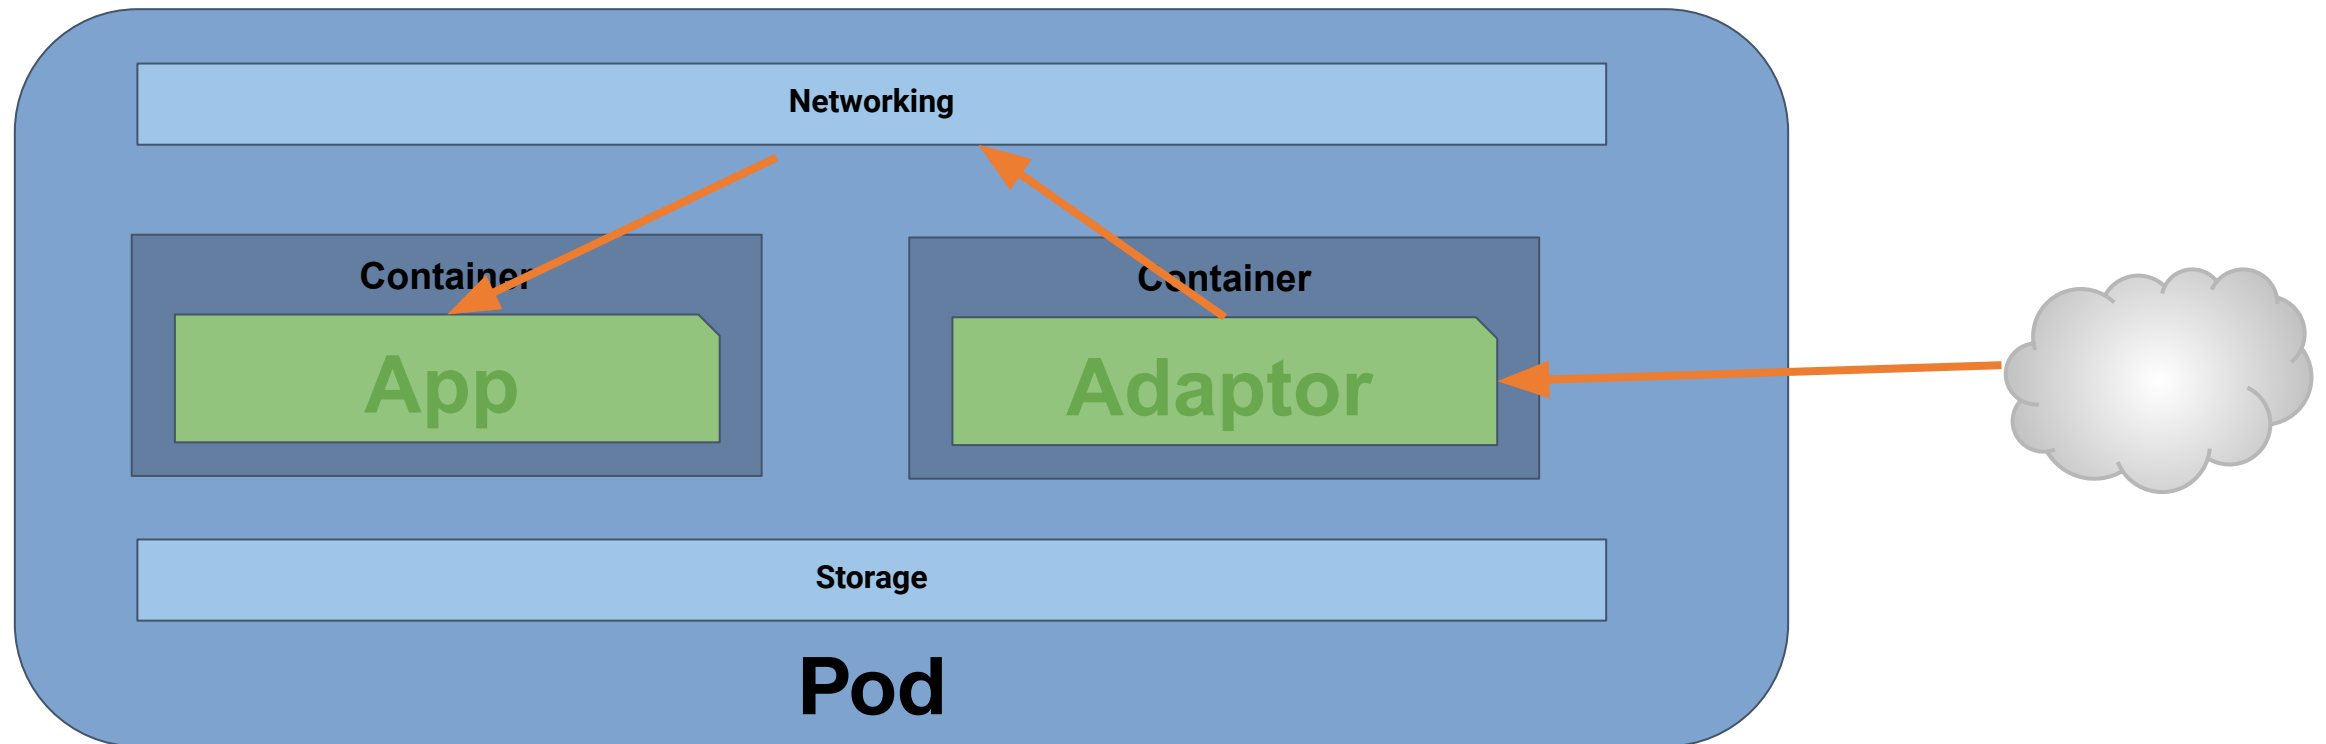 Networking
Container
Container
App
Adaptor
Storage
Pod